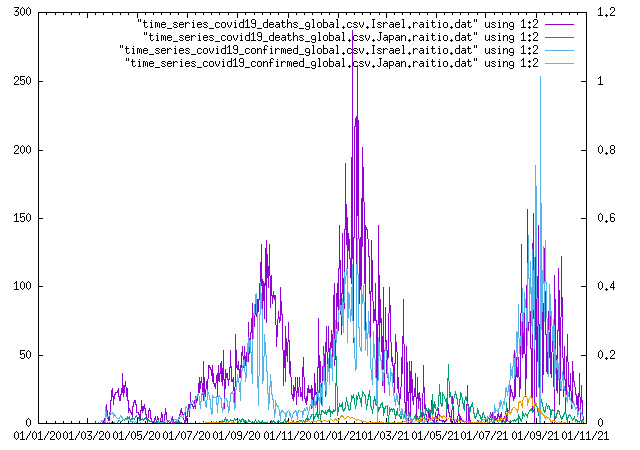 300 "time_series_covid19_deaths_global.csv.Israel.raitio.dat" using 1:2 1.2
"time_series_covid19_deaths_global.csv.Japan.raitio.dat" using 1:2
"time_series_covid19_confirmed_global.csv.Israel.raitio.dat" using 1:2
"time_series_covid19_confirmed_global.csv.Japan.raitio.dat" using 1:2
250 1
200 0.8
150 0.6
100 0.4
50 0.2
0 0
01/01/20 01/03/20 01/05/20 01/07/20 01/09/20 01/11/20 01/01/21 01/03/21 01/05/21 01/07/21 01/09/21 01/11/21